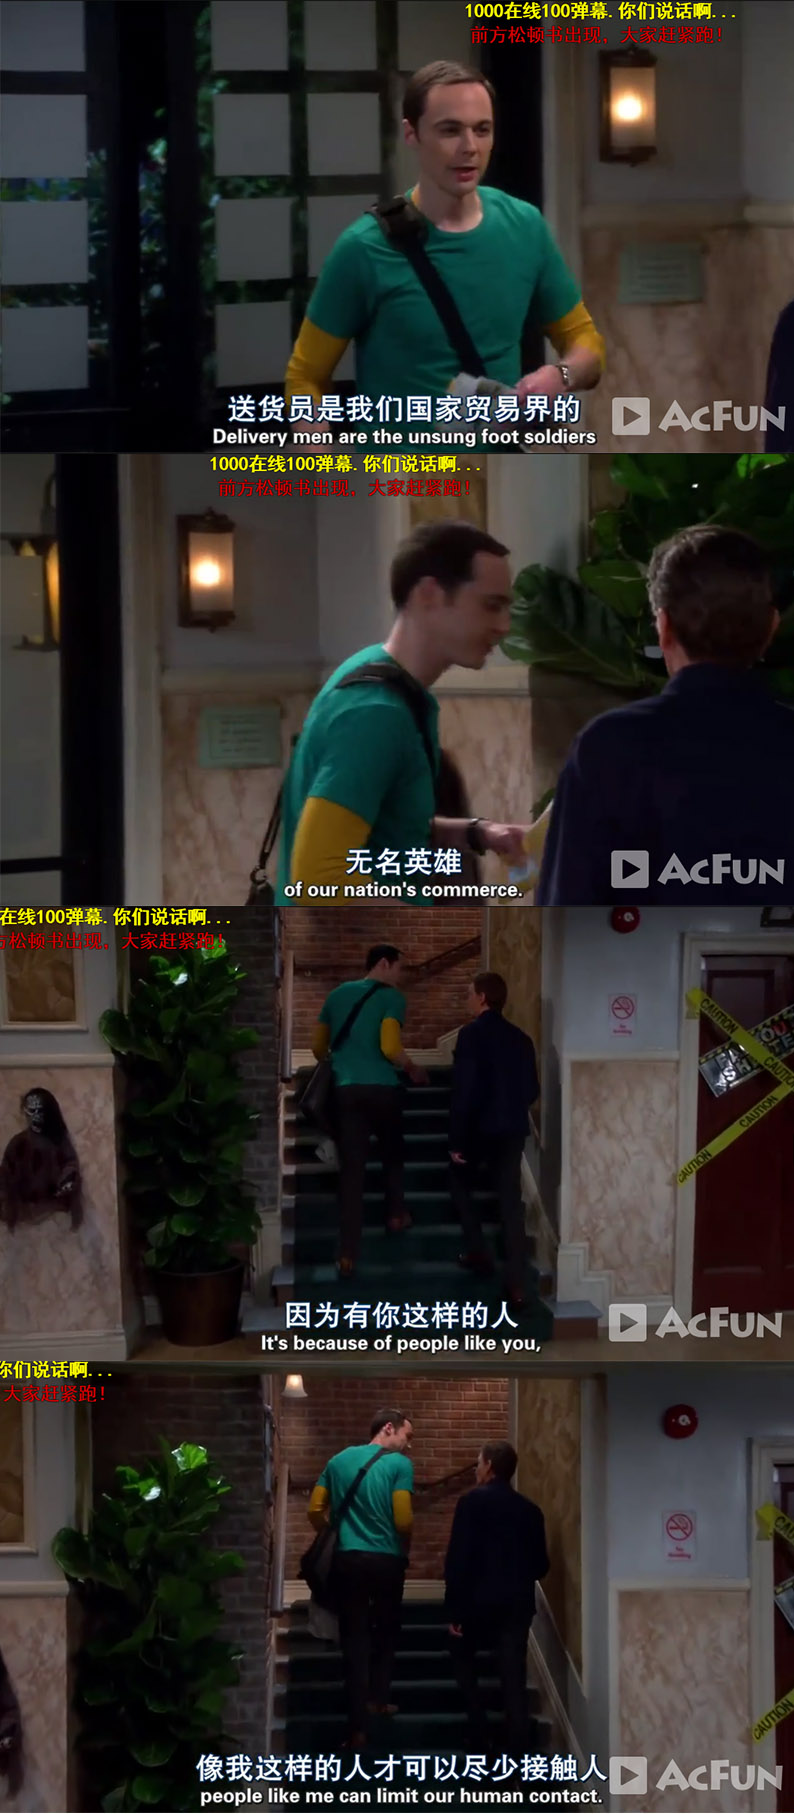 1000在线100弹幕.你们说话啊...
前方松顿书出现，大家赶紧跑！
送货员是我们国家贸易界的
Delivery men are the unsung foot soldiers
ACFUN
1000在线100弹幕.你们说话啊...
前方松顿书出现，大家赶紧跑！
无名英雄
of our nation's commerce.
ACFUN
在线100弹幕.你们说话啊...
松顿书出现，大家赶紧跑！
CAUTION
CAUTION
CAUTION
CAUTION
因为有你这样的人
It's because of people like you,
ACFUN
你们说话啊...
大家赶紧跑！
No
Smoking
CAUTION
像我这样的人才可以尽少接触人
people like me can limit our human contact.
ACFUN